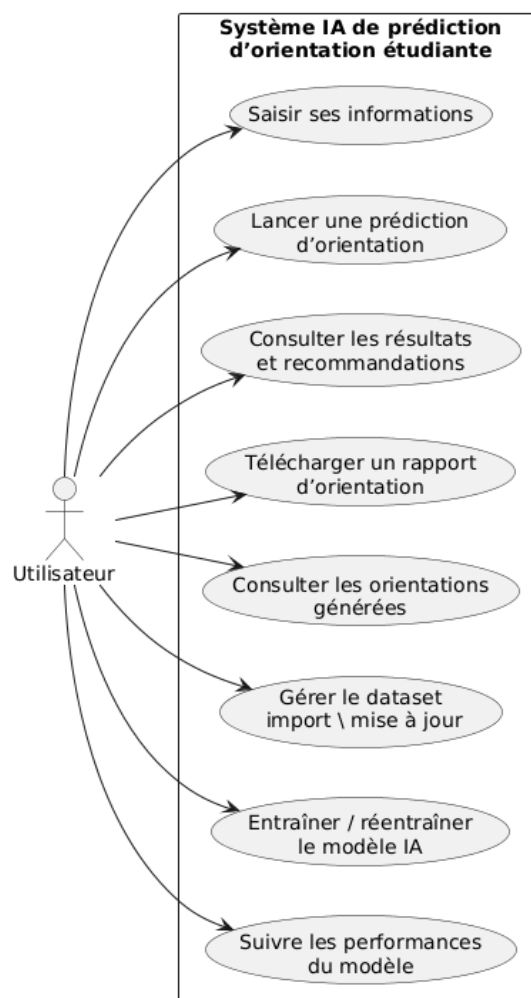 Système IA de prédiction
d’orientation étudiante
Saisir ses informations
Lancer une prédiction
d’orientation
Consulter les résultats
et recommandations
Télécharger un rapport
d’orientation
Utilisateur
Consulter les orientations
générées
Gérer le dataset
import \ mise à jour
Entraîner / réentraîner
le modèle IA
Suivre les performances
du modèle